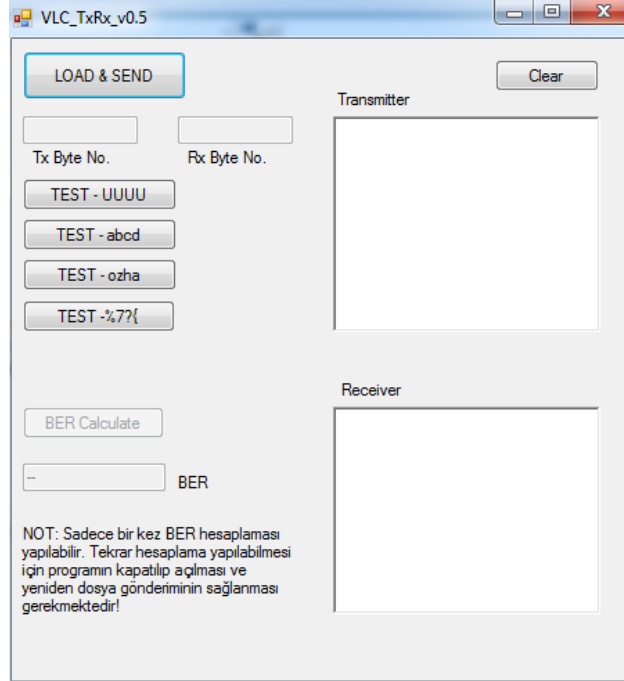 VLC_TxRx_v0.5
LOAD & SEND
Clear
Transmitter
Tx Byte No.
Rx Byte No.
TEST - UUUU
TEST - abcd
TEST - ozha
TEST -%7?{
Receiver
BER Calculate
--
BER
NOT: Sadece bir kez BER hesaplaması
yapılabilir. Tekrar hesaplama yapılabilmesi
için programın kapatılıp açılması ve
yeniden dosya gönderiminin sağlanması
gerekmektedir!